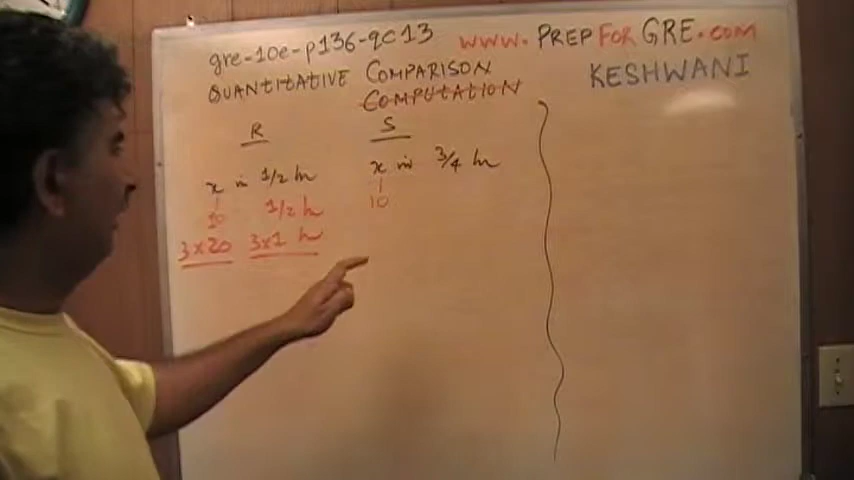 gre-10e-p136-qc13
www.PREPFORGRE.com
QUANTITATIVE COMPARISON
COMPUTATION
KESHWANI
R
S
x in 1/2 hr
x in 3/4 hr
10 1/2 hr
10
3x20 3x1 hr